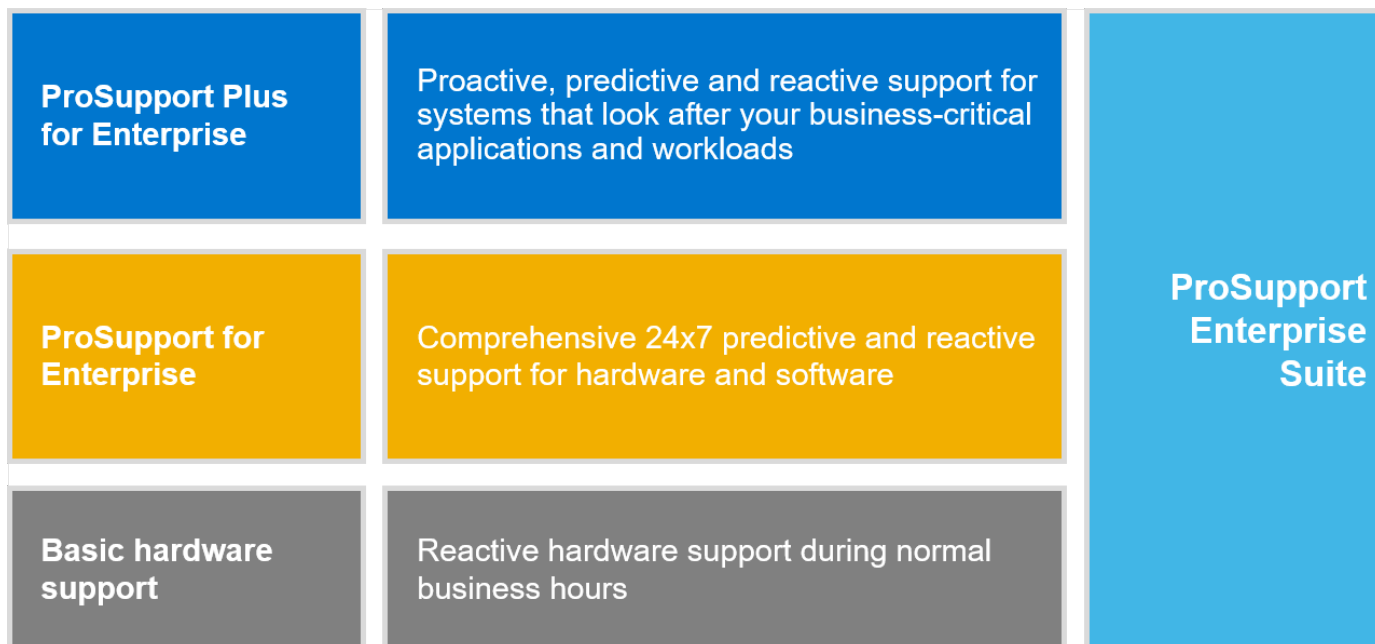 ProSupport Plus
for Enterprise
Proactive, predictive and reactive support for
systems that look after your business-critical
applications and workloads
ProSupport for
Enterprise
Comprehensive 24x7 predictive and reactive
support for hardware and software
Basic hardware
support
Reactive hardware support during normal
business hours
ProSupport
Enterprise
Suite